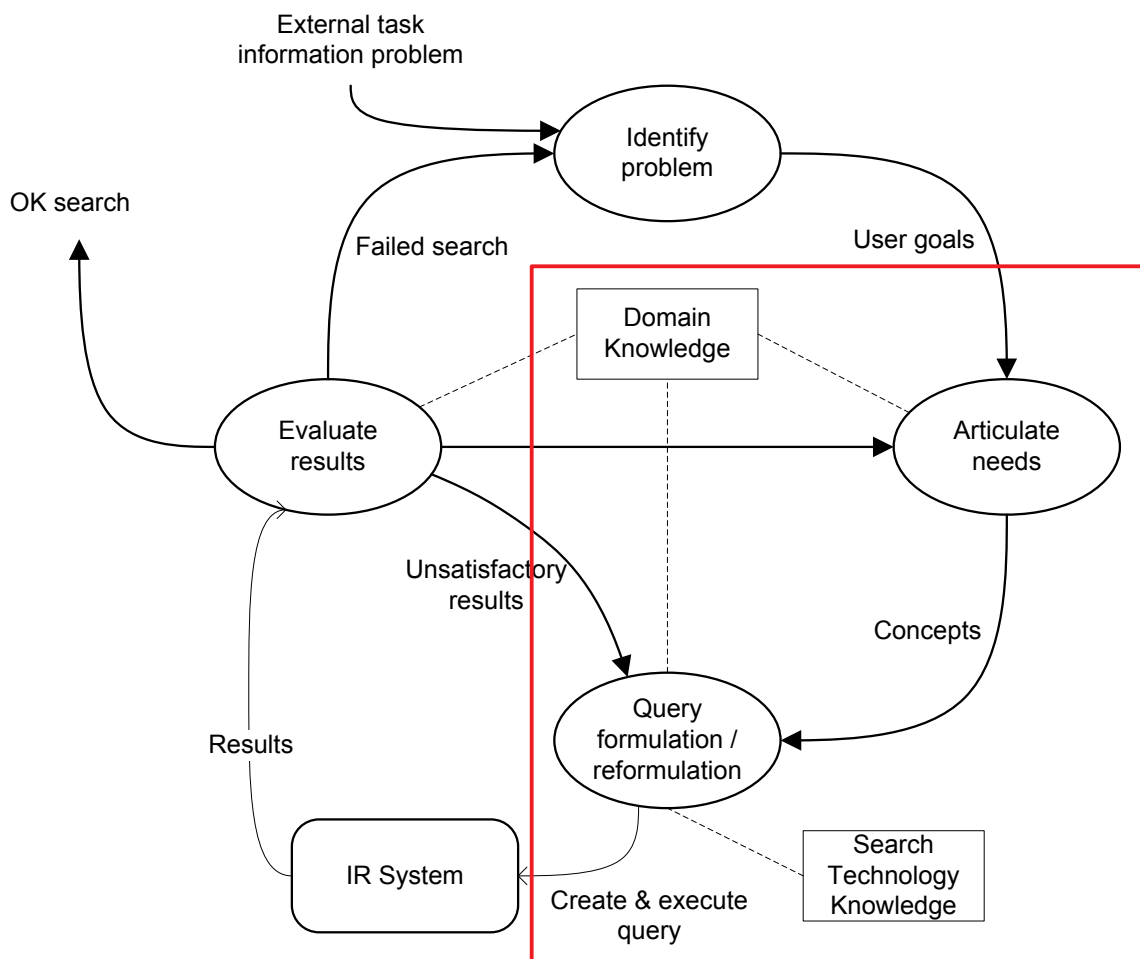 External task
information problem
Identify
problem
OK search
Failed search
User goals
Domain
Knowledge
Evaluate
results
Articulate
needs
Unsatisfactory
results
Concepts
Query
formulation /
reformulation
Results
IR System
Search
Technology
Knowledge
Create & execute
query